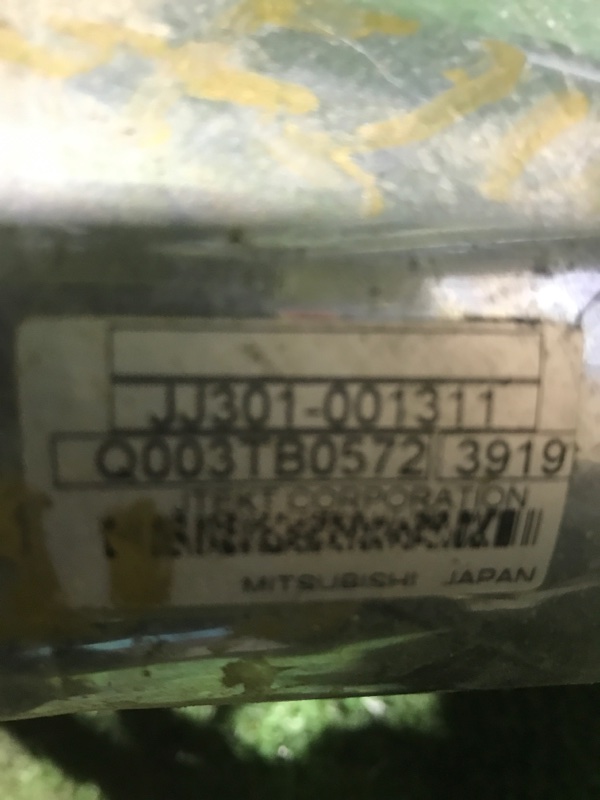 JJ301-001311
Q003TB0572 3919
JTEKT CORPORATION
MITSUBISHI JAPAN